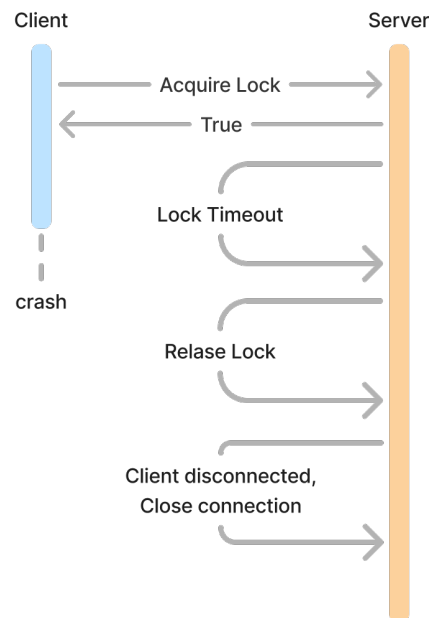 Client
Server
Acquire Lock
True
Lock Timeout
crash
Relase Lock
Client disconnected,
Close connection